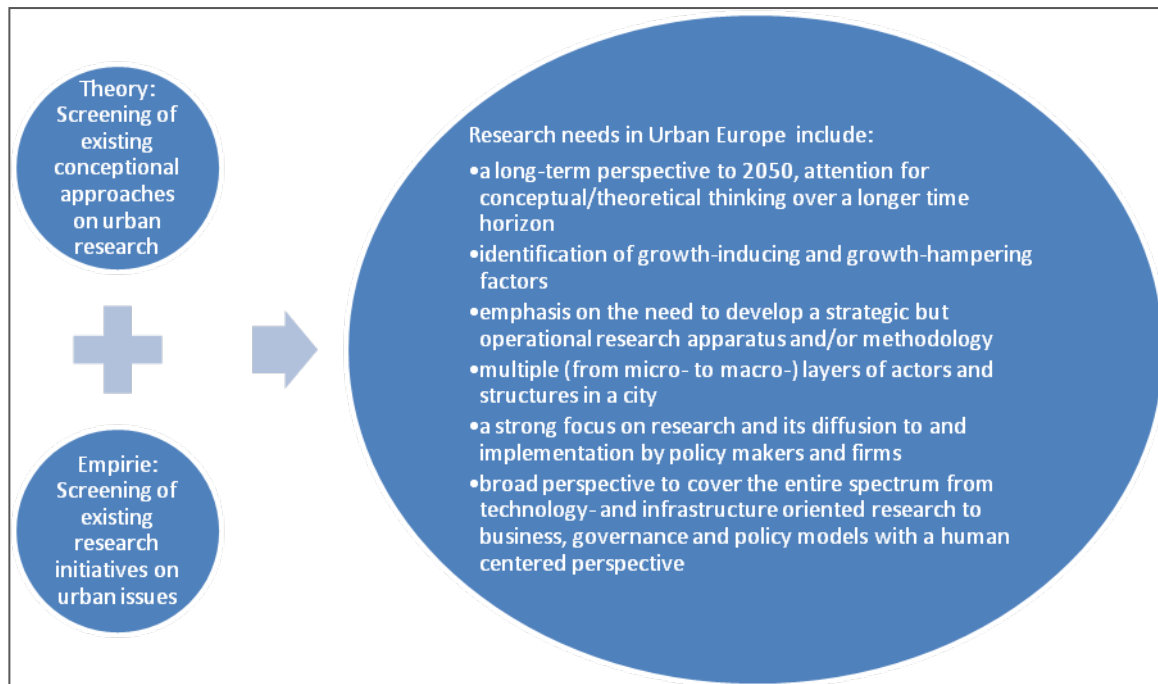 Theory:
Screening of
existing
conceptional
approaches
on urban
research
Empirie:
Screening of
existing
research
initiatives on
urban issues
Research needs in Urban Europe include:
•a long-term perspective to 2050, attention for
conceptual/theoretical thinking over a longer time
horizon
•identification of growth-inducing and growth-hampering
factors
•emphasis on the need to develop a strategic but
operational research apparatus and/or methodology
•multiple (from micro- to macro-) layers of actors and
structures in a city
•a strong focus on research and its diffusion to and
implementation by policy makers and firms
•broad perspective to cover the entire spectrum from
technology- and infrastructure oriented research to
business, governance and policy models with a human
centered perspective